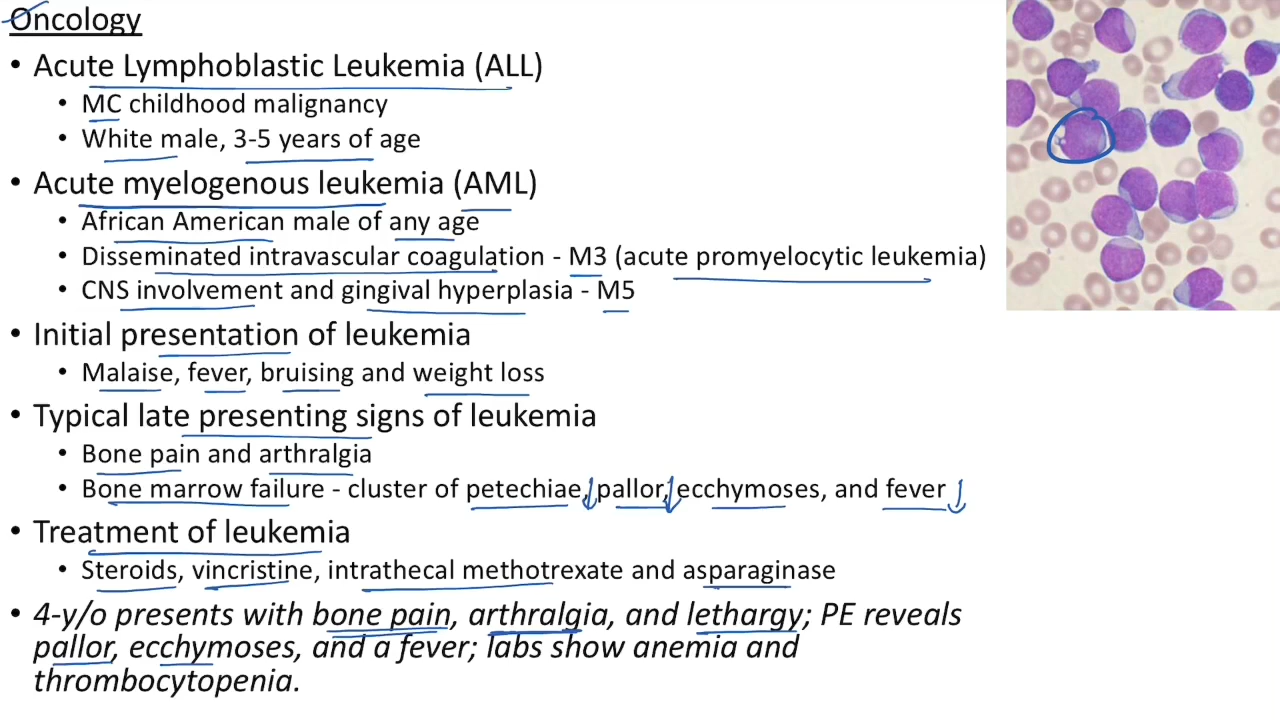 Oncology
• Acute Lymphoblastic Leukemia (ALL)
• MC childhood malignancy
• White male, 3-5 years of age
• Acute myelogenous leukemia (AML)
• African American male of any age
• Disseminated intravascular coagulation - M3 (acute promyelocytic leukemia)
• CNS involvement and gingival hyperplasia - M5
• Initial presentation of leukemia
• Malaise, fever, bruising and weight loss
• Typical late presenting signs of leukemia
• Bone pain and arthralgia
• Bone marrow failure - cluster of petechiae, pallor, ecchymoses, and fever
• Treatment of leukemia
• Steroids, vincristine, intrathecal methotrexate and asparaginase
• 4-y/o presents with bone pain, arthralgia, and lethargy; PE reveals
pallor, ecchymoses, and a fever; labs show anemia and
thrombocytopenia.